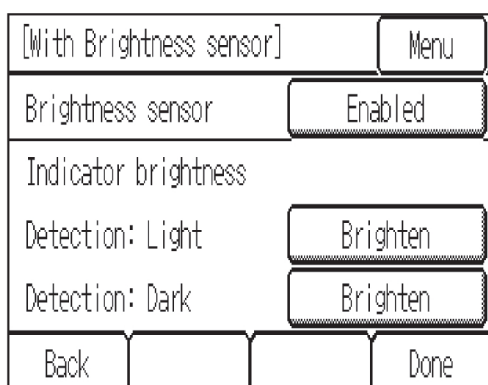 [With Brightness sensor] Menu
Brightness sensor Enabled
Indicator brightness
Detection: Light Brighten
Detection: Dark Brighten
Back Done